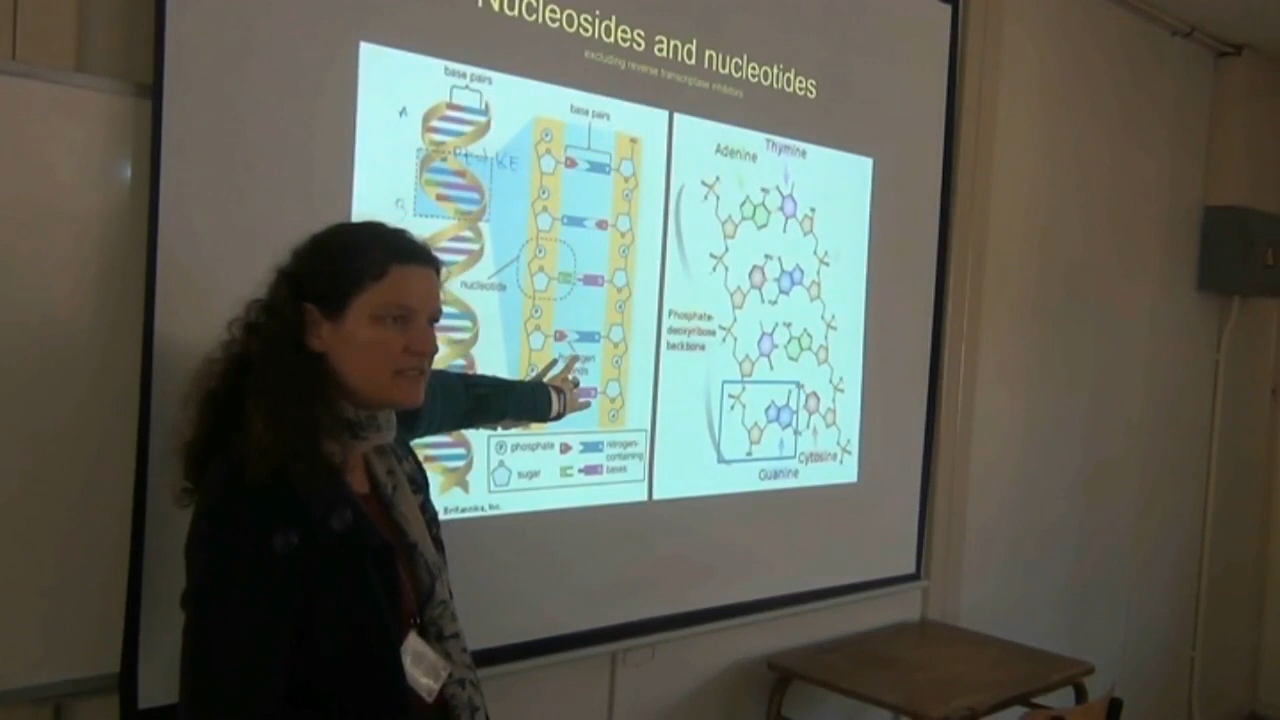 Nucleosides and nucleotides
excluding reverse transcriptase inhibitors
base pairs
A
base pairs
nucleotide
P
phosphate
nitrogen-
containing
bases
sugar
Britannica, Inc.
Adenine
Thymine
Phosphate-
deoxyribose
backbone
Cytosine
Guanine